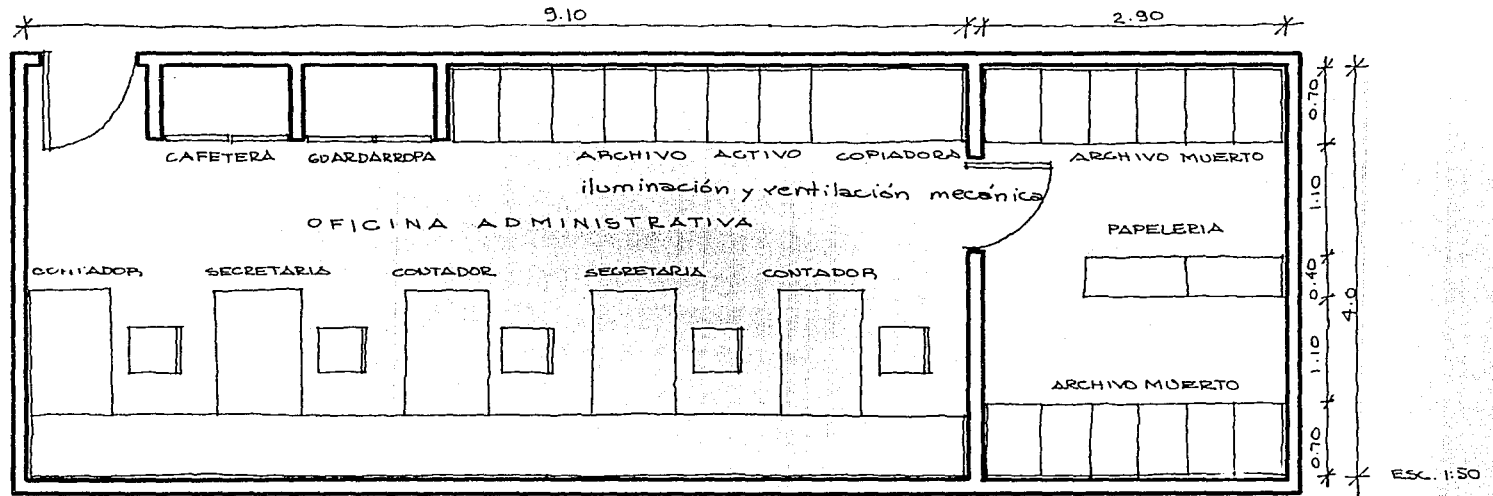 9.10 2.90
CAFETERA GUARDARROPA ARCHIVO ACTIVO COPIADORA ARCHIVO MUERTO
0.70
iluminación y ventilación mecánica
1.10
OFICINA ADMINISTRATIVA
PAPELERIA
CONTADOR SECRETARIA CONTADOR SECRETARIA CONTADOR
0.40
4.0
1.10
ARCHIVO MUERTO
0.70
ESC. 1:50